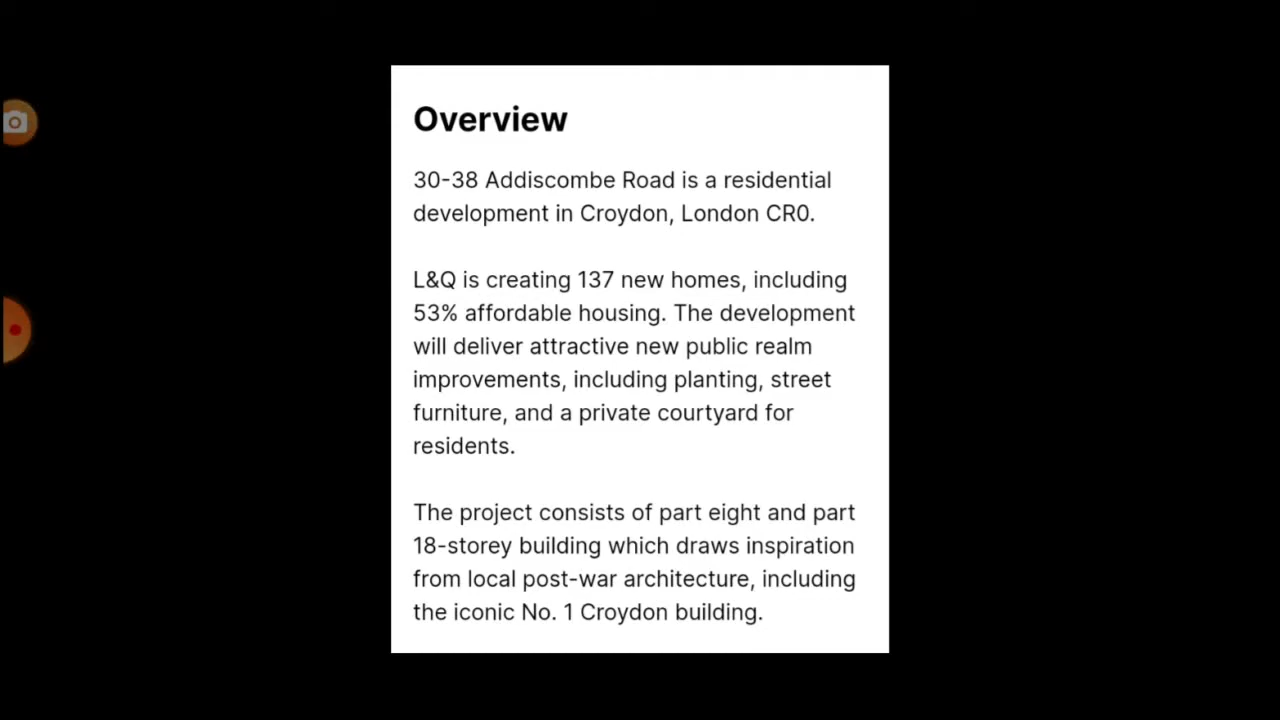 Overview
30-38 Addiscombe Road is a residential
development in Croydon, London CR0.
L&Q is creating 137 new homes, including
53% affordable housing. The development
will deliver attractive new public realm
improvements, including planting, street
furniture, and a private courtyard for
residents.
The project consists of part eight and part
18-storey building which draws inspiration
from local post-war architecture, including
the iconic No. 1 Croydon building.